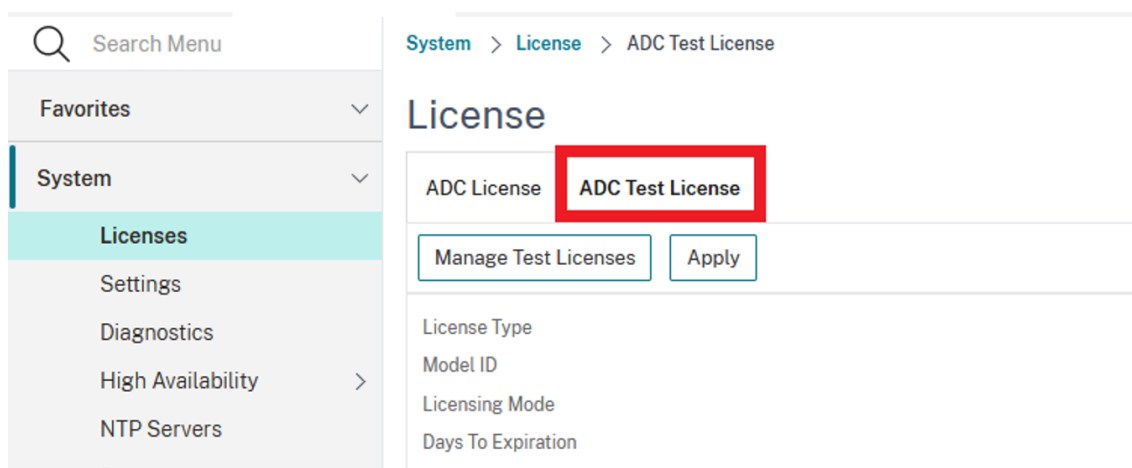 Search Menu
Favorites
System
Licenses
Settings
Diagnostics
High Availability
NTP Servers
System > License > ADC Test License
License
ADC License
ADC Test License
Manage Test Licenses
Apply
License Type
Model ID
Licensing Mode
Days To Expiration